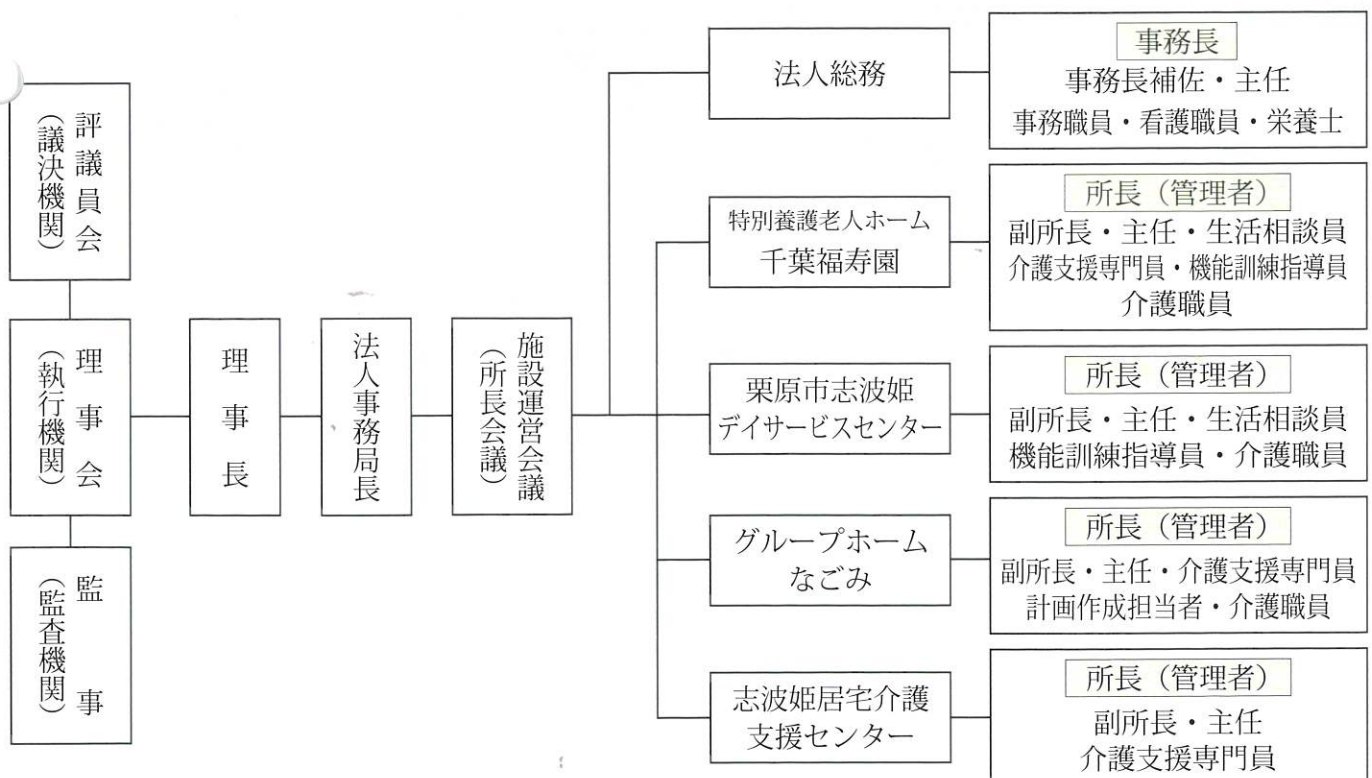 評議員会
(議決機関)
理事会
(執行機関)
監事
(監査機関)
理事長
法人事務局長
施設運営会議
(所長会議)
法人総務
事務長
事務長補佐・主任
事務職員・看護職員・栄養士
特別養護老人ホーム
千葉福寿園
所長（管理者）
副所長・主任・生活相談員
介護支援専門員・機能訓練指導員
介護職員
栗原市志波姫
デイサービスセンター
所長（管理者）
副所長・主任・生活相談員
機能訓練指導員・介護職員
グループホーム
なごみ
所長（管理者）
副所長・主任・介護支援専門員
計画作成担当者・介護職員
志波姫居宅介護
支援センター
所長（管理者）
副所長・主任
介護支援専門員